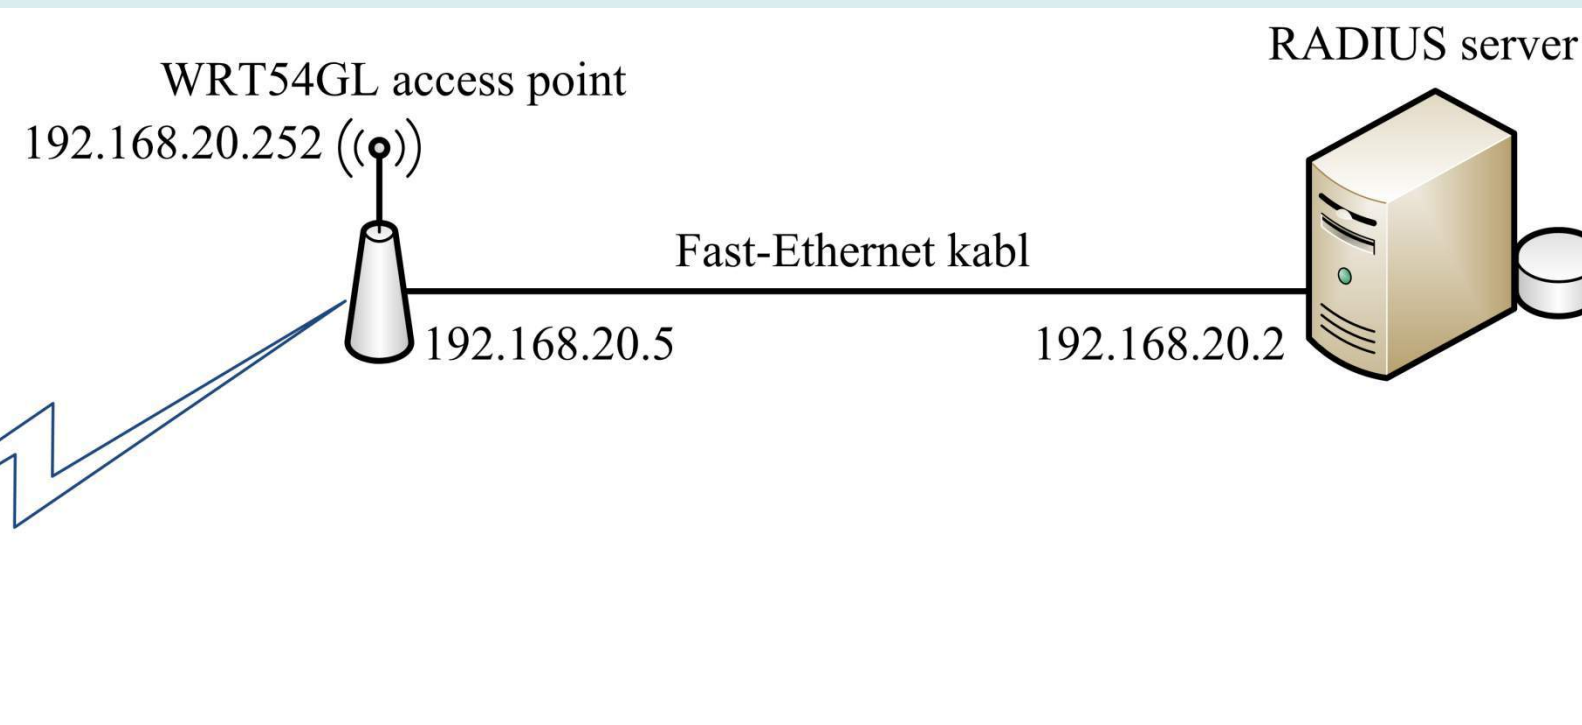 RADIUS server
WRT54GL access point
192.168.20.252
Fast-Ethernet kabl
192.168.20.5
192.168.20.2